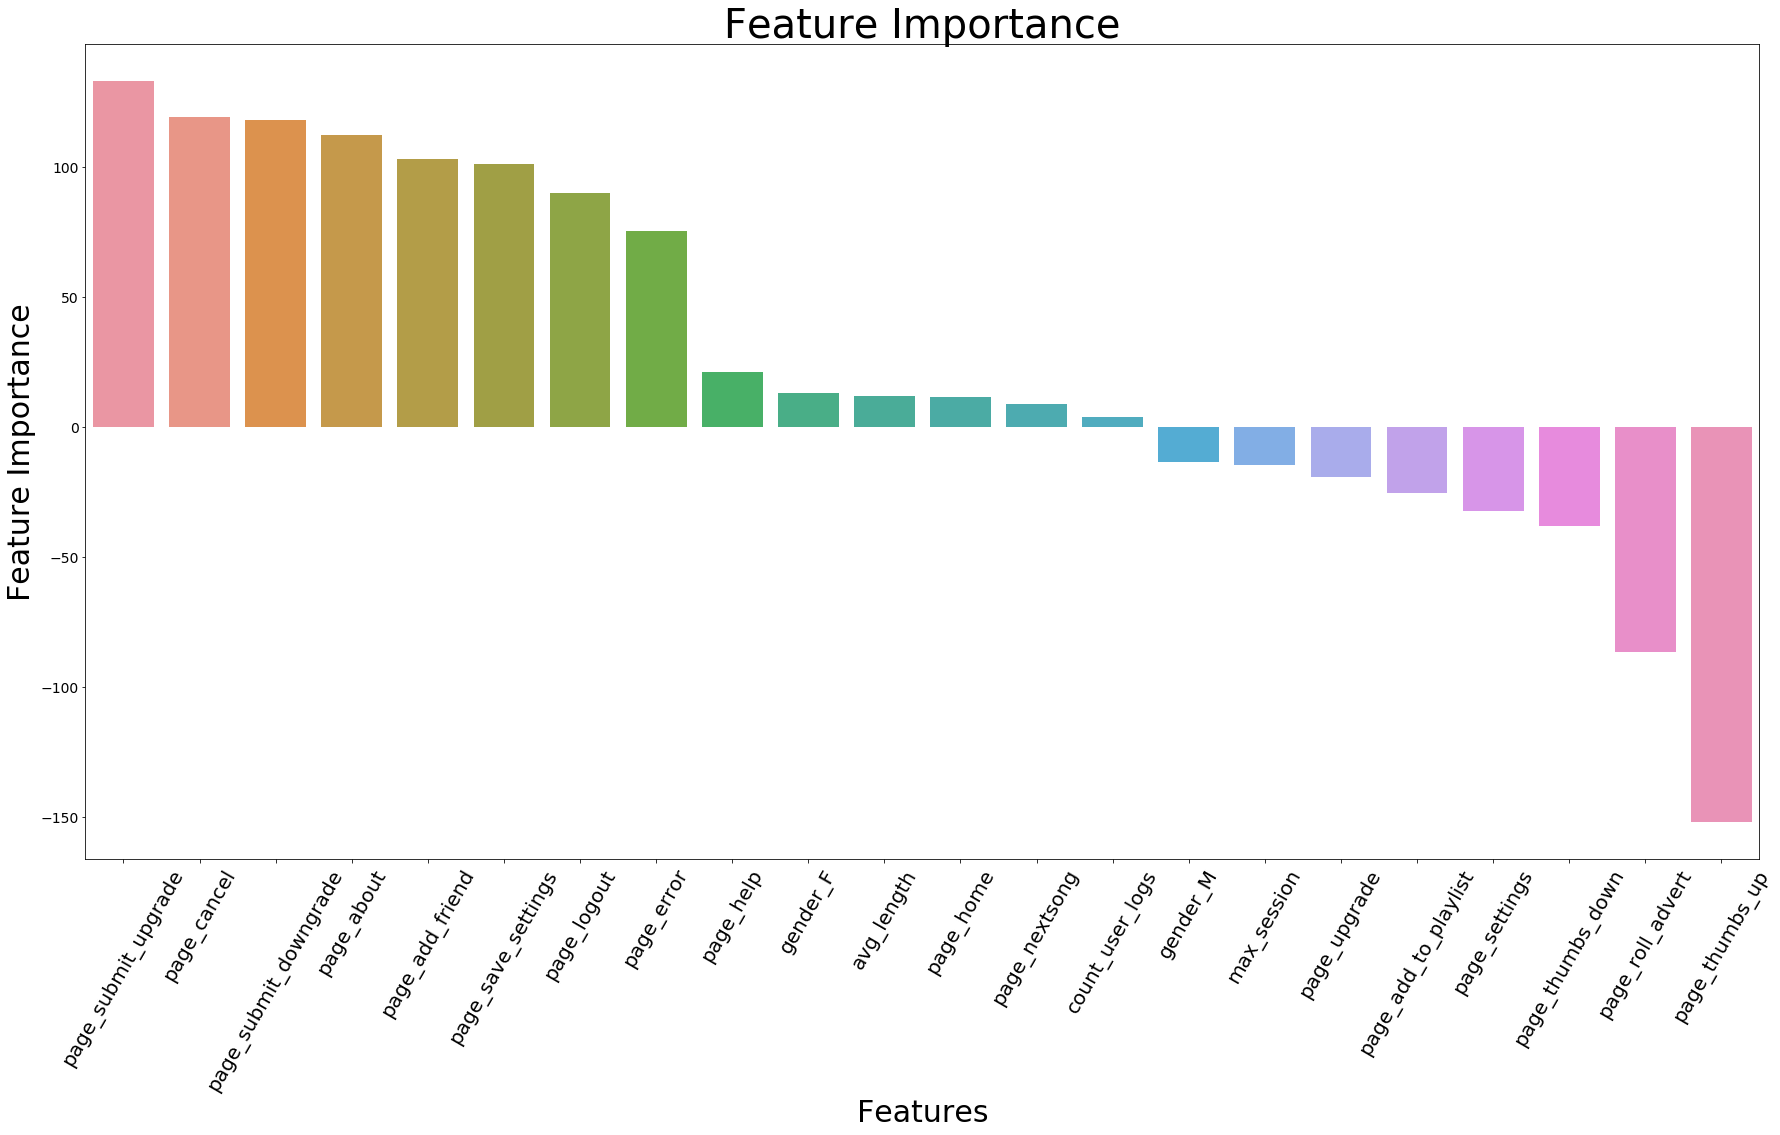 Feature Importance
Feature Importance
100
50
0
−50
−100
−150
page_submit_upgrade
page_cancel
page_submit_downgrade
page_about
page_add_friend
page_save_settings
page_logout
page_error
page_help
gender_F
avg_length
page_home
page_nextsong
count_user_logs
gender_M
max_session
page_upgrade
page_add_to_playlist
page_settings
page_thumbs_down
page_roll_advert
page_thumbs_up
Features